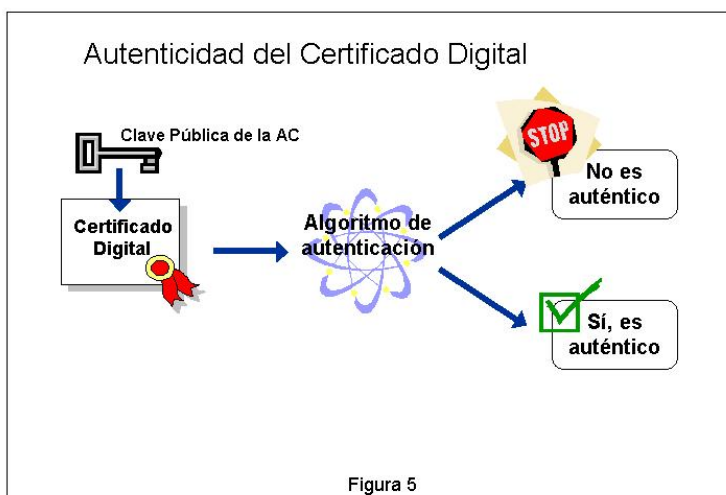 Autenticidad del Certificado Digital
Clave Pública de la AC
Certificado
Digital
Algoritmo de
autenticación
STOP
No es
auténtico
Sí, es
auténtico
Figura 5